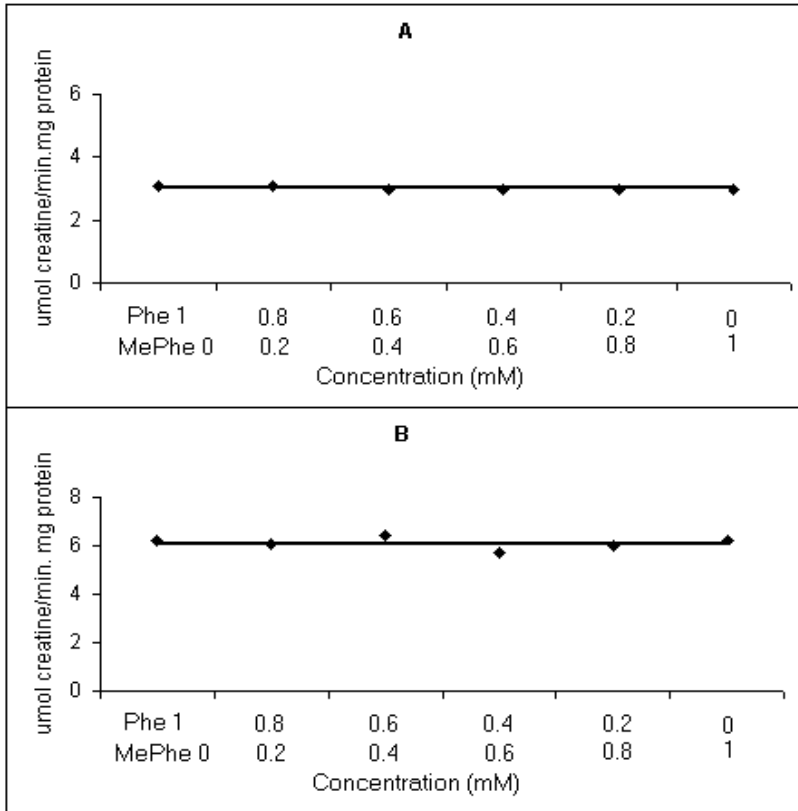 A
umol creatine/min.mg protein
6
4
2
0
Phe 1 0.8 0.6 0.4 0.2 0
MePhe 0 0.2 0.4 0.6 0.8 1
Concentration (mM)
B
umol creatine/min. mg protein
8
6
4
2
0
Phe 1 0.8 0.6 0.4 0.2 0
MePhe 0 0.2 0.4 0.6 0.8 1
Concentration (mM)